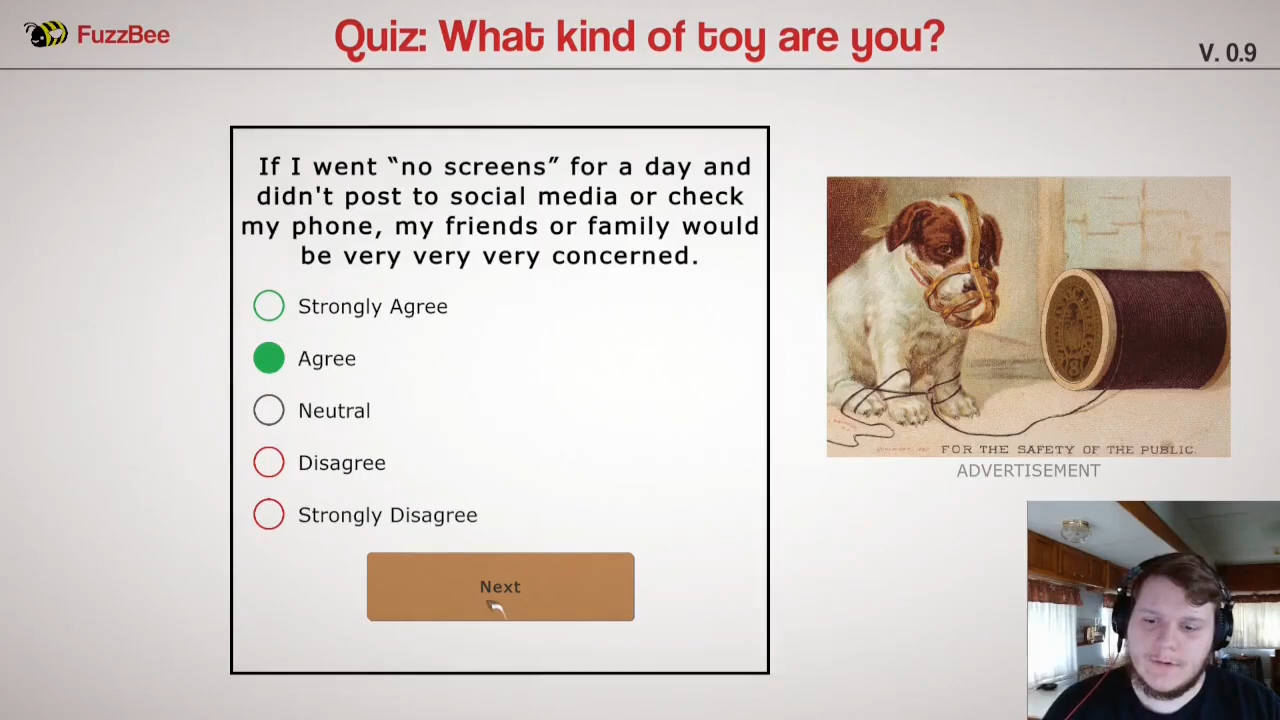 FuzzBee
Quiz: What kind of toy are you?
V. 0.9
If I went “no screens” for a day and
didn't post to social media or check
my phone, my friends or family would
be very very very concerned.
Strongly Agree
Agree
Neutral
Disagree
Strongly Disagree
Next
FOR THE SAFETY OF THE PUBLIC.
ADVERTISEMENT